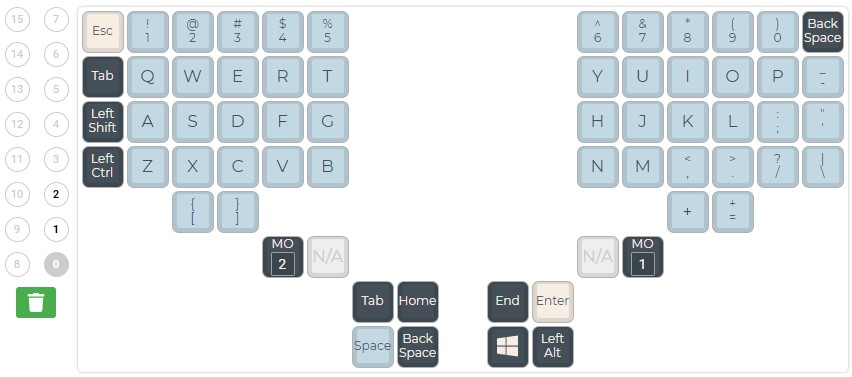 15 7 Esc ! @ # $ % ^ & * ( ) Back
1 2 3 4 5 6 7 8 9 0 Space
14 6
Tab Q W E R T Y U I O P _
-
13 5
Left A S D F G H J K L : "
Shift ; '
12 4
11 3 Left Z X C V B N M < > ? |
Ctrl , . / \
10 2 { } + +
[ ] =
9 1
MO N/A N/A MO
8 0 2 1
Tab Home End Enter
Space Back Left
Space Alt